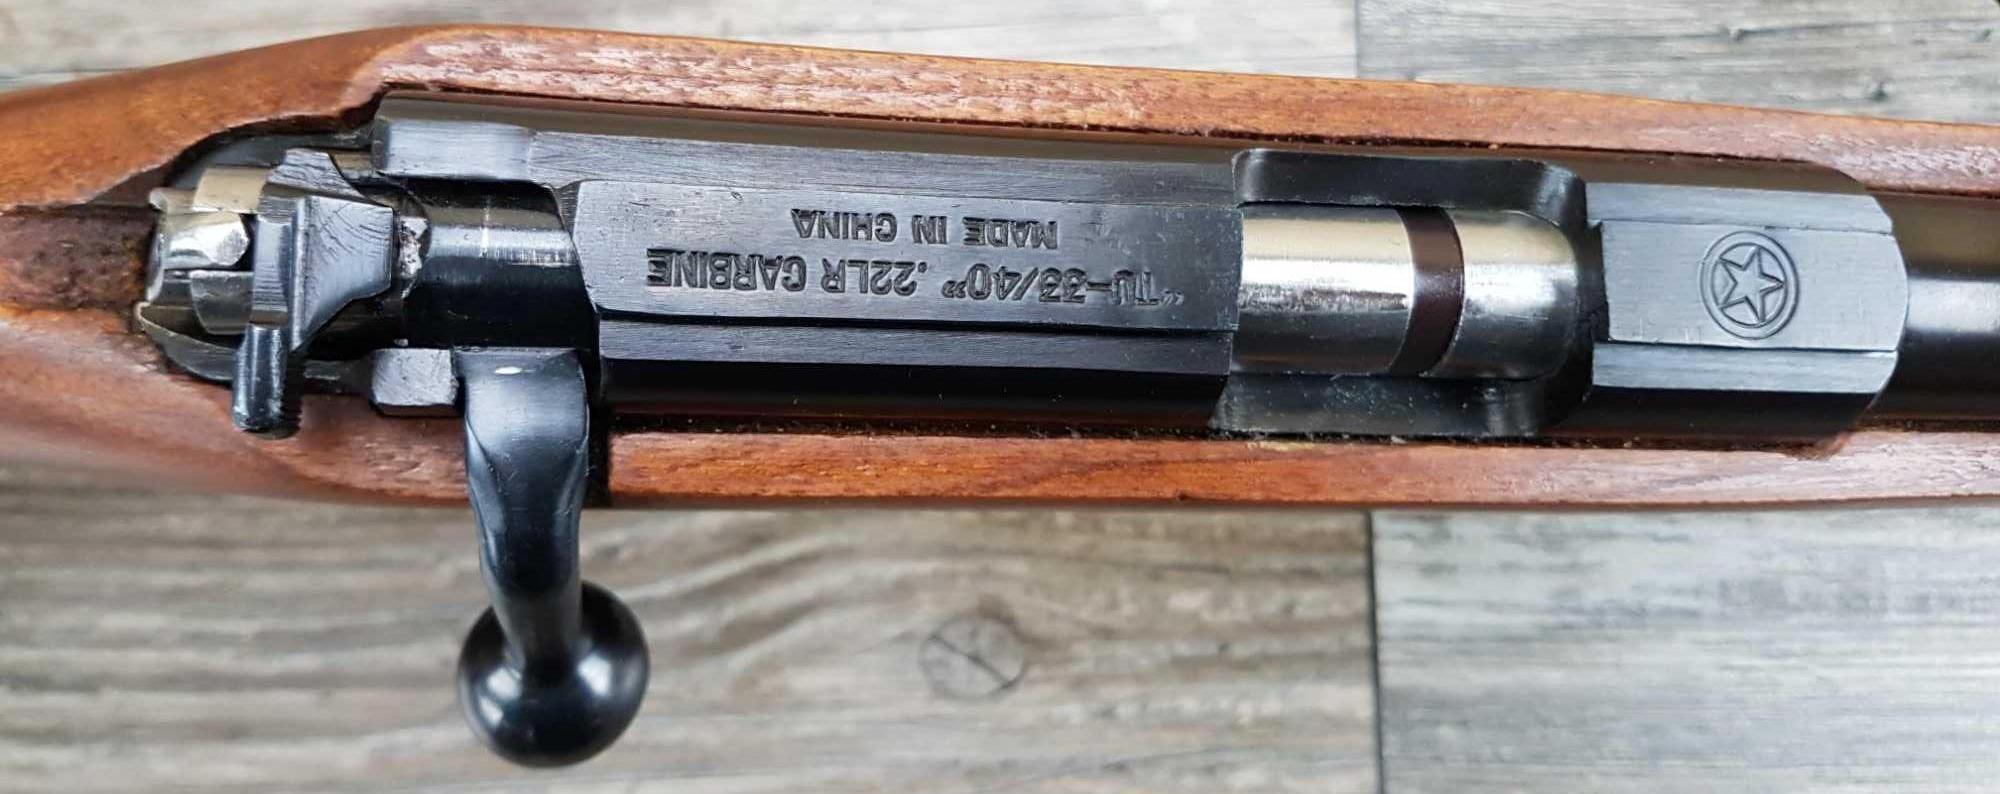 "TU-33/40" .22LR CARBINE
MADE IN CHINA